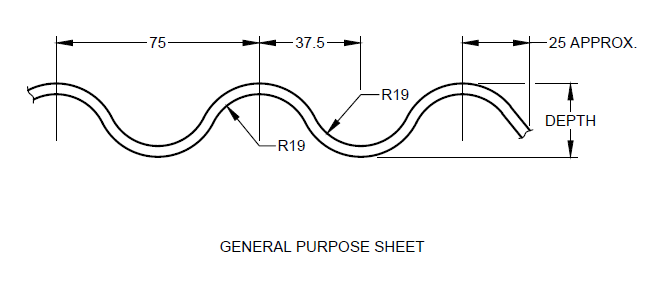 75
37.5
25 APPROX.
R19
DEPTH
R19
GENERAL PURPOSE SHEET